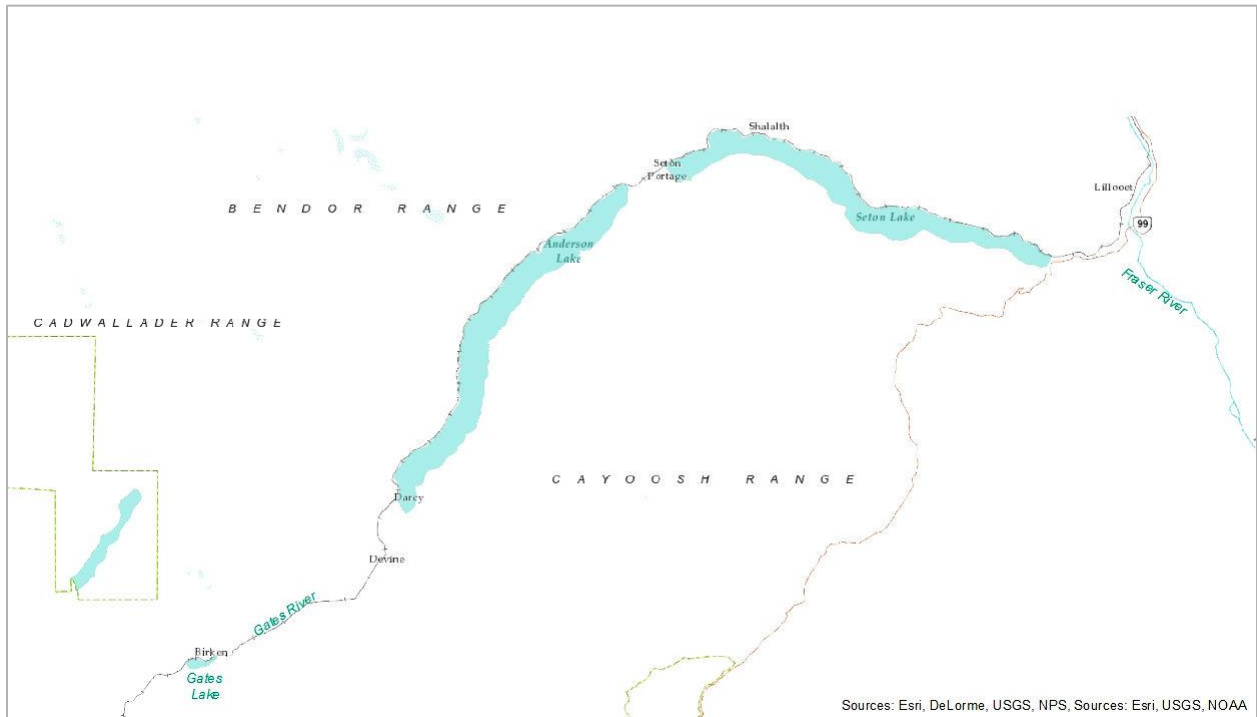 Shalalth
Seton
Portage
Lillooet
BENDOR RANGE
Seton Lake
99
Anderson
Lake
Fraser River
CADWALLADER RANGE
CAYOOSH RANGE
Darcy
Devine
Gates River
Birken
Gates
Lake
Sources: Esri, DeLorme, USGS, NPS, Sources: Esri, USGS, NOAA